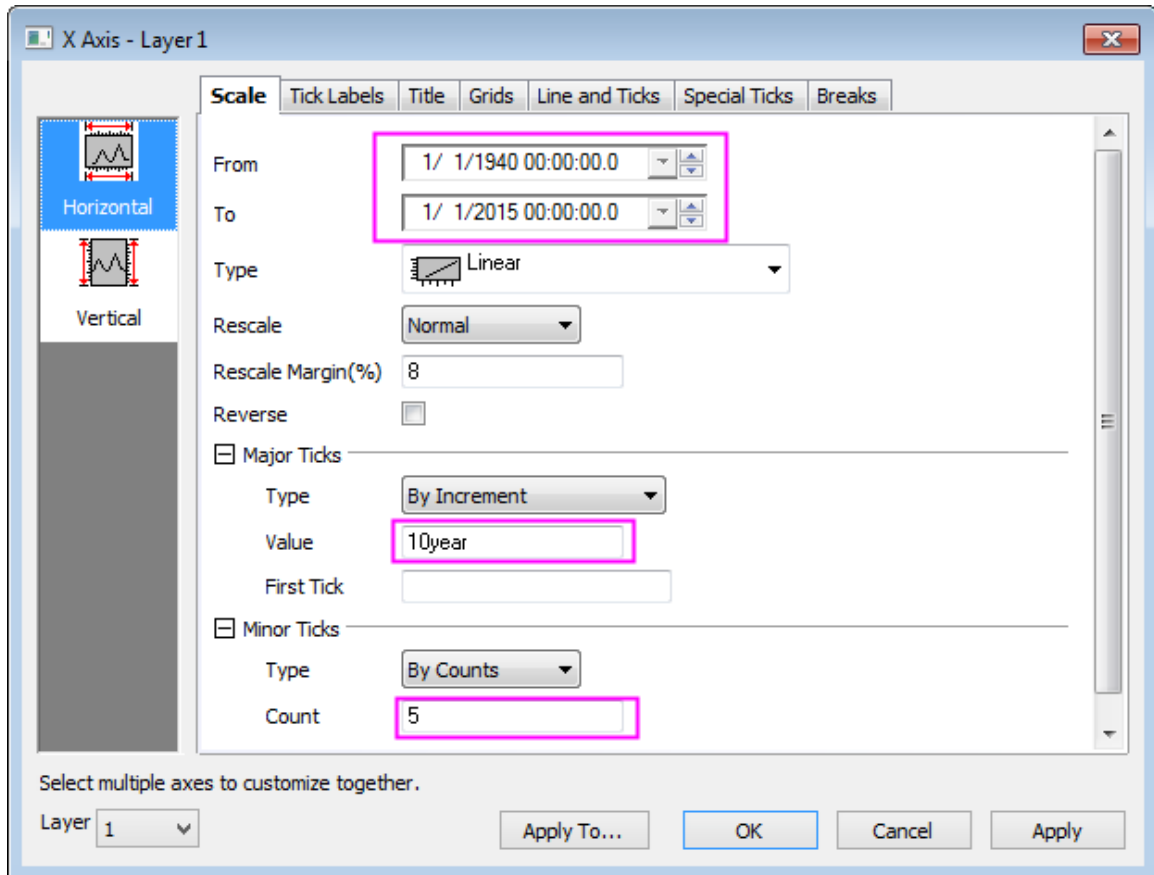 X Axis - Layer 1
Scale Tick Labels Title Grids Line and Ticks Special Ticks Breaks
Horizontal
Vertical
From 1/ 1/1940 00:00:00.0
To 1/ 1/2015 00:00:00.0
Type Linear
Rescale Normal
Rescale Margin(%) 8
Reverse
Major Ticks
Type By Increment
Value 10year
First Tick
Minor Ticks
Type By Counts
Count 5
Select multiple axes to customize together.
Layer 1 Apply To... OK Cancel Apply